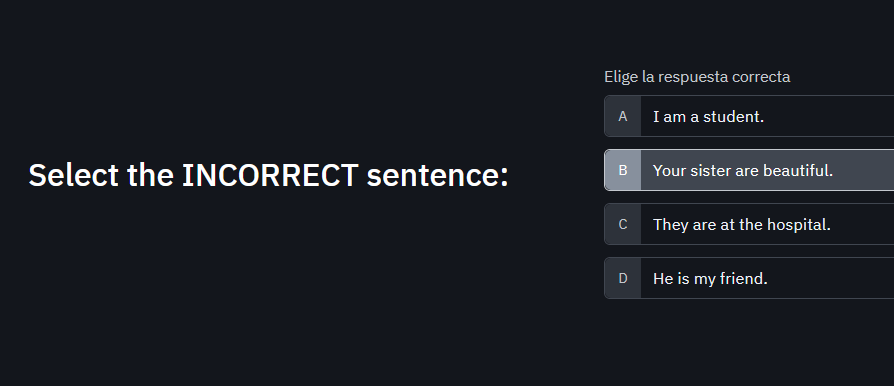 Select the INCORRECT sentence:
Elige la respuesta correcta
A I am a student.
B Your sister are beautiful.
C They are at the hospital.
D He is my friend.